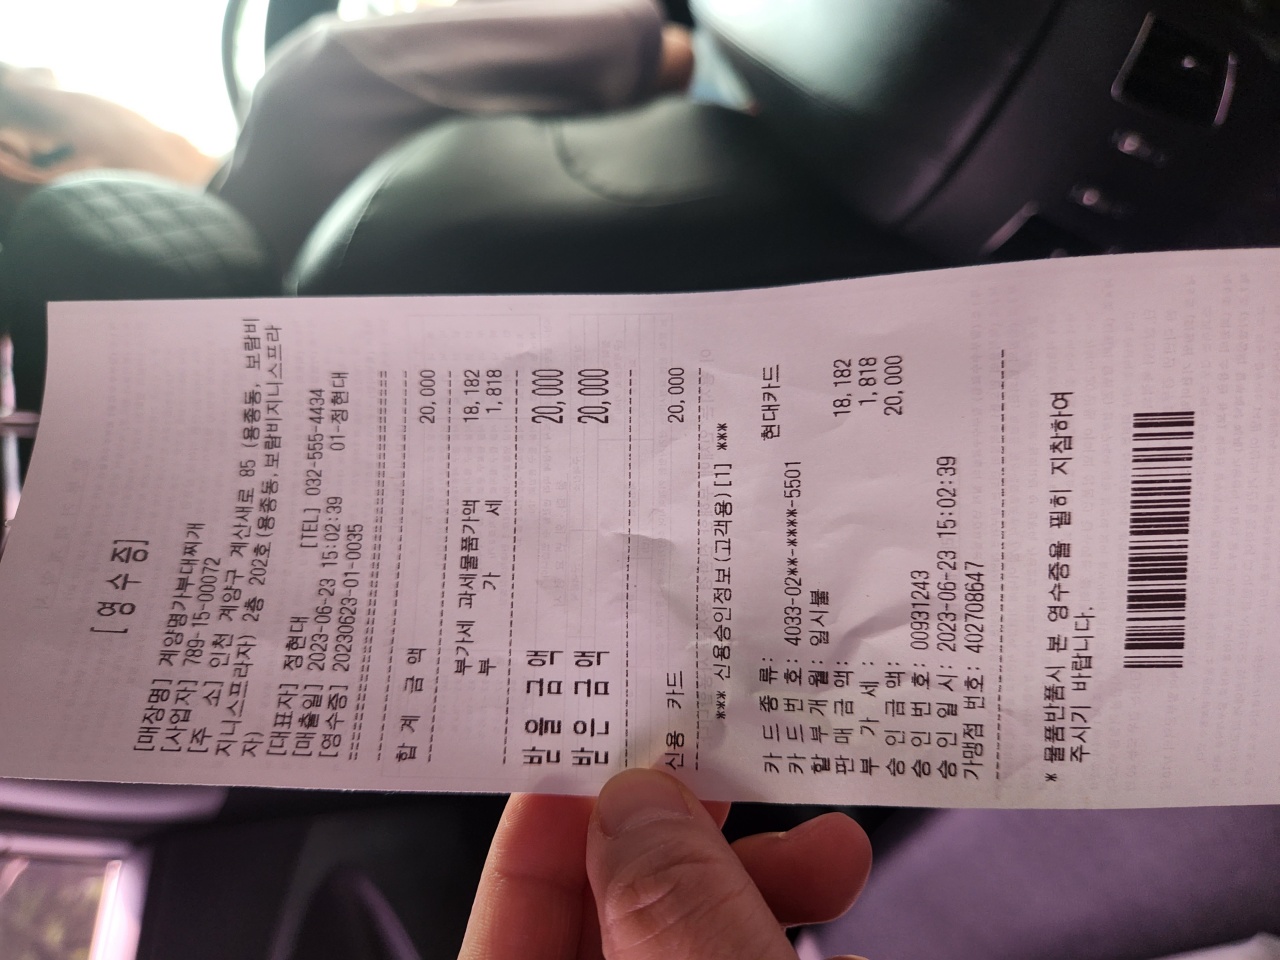 [영수증]
[매장명] 계양명가부대찌개
[사업자] 789-15-00072
[주 소] 인천 계양구 계산새로 85 (용종동, 보람비
지니스프라자) 2층 202호(용종동,보람비지니스프라
자)
[대표자] 정현대 [TEL] 032-555-4434
[매출일] 2023-06-23 15:02:39 01-정현대
[영수증] 20230623-01-0035
합 계 금 액 20,000
부가세 과세물품가액 18,182
부 가 세 1,818
받을금액 20,000
받은금액 20,000
신용 카드 20,000
*** 신용승인정보(고객용)[1] ***
카 드 종 류: 현대카드
카 드 번 호: 4033-02**-****-5501
할 부 개 월: 일시불
판 매 금 액: 18,182
부 가 세 : 1,818
승 인 금 액: 20,000
승 인 번 호: 00931243
승 인 일 시: 2023-06-23 15:02:39
가맹점 번호: 402708647
* 물품반품시 본 영수증을 필히 지참하여
주시기 바랍니다.